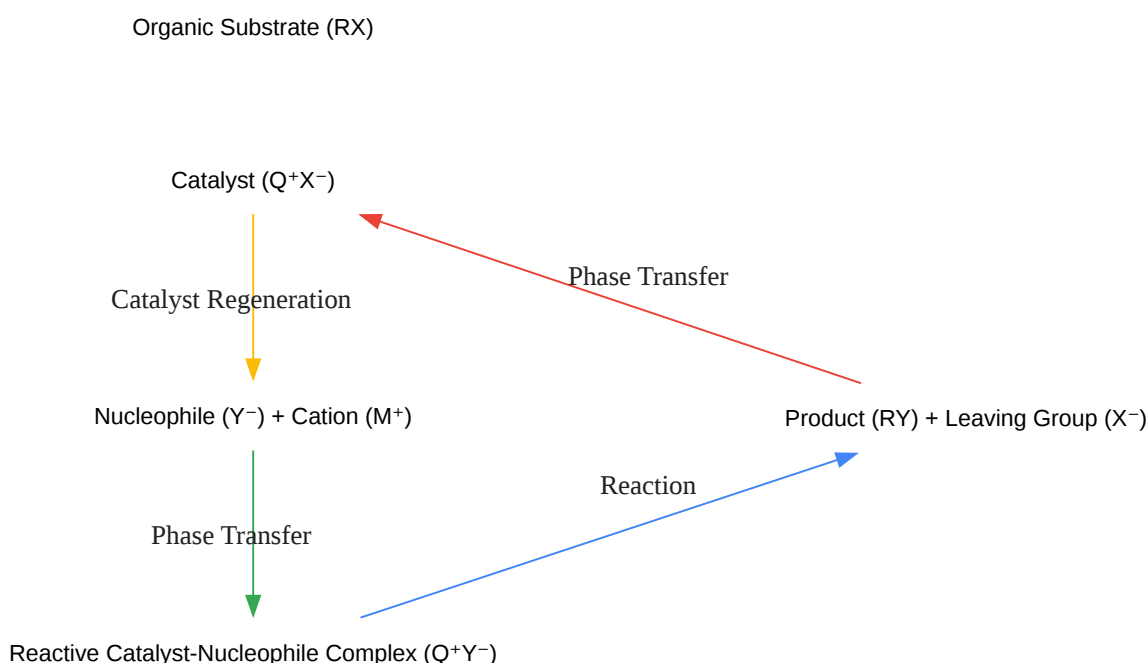 Organic Substrate (RX)
Catalyst (Q⁺X⁻)
Phase Transfer
Catalyst Regeneration
Nucleophile (Y⁻) + Cation (M⁺)
Product (RY) + Leaving Group (X⁻)
Reaction
Phase Transfer
Reactive Catalyst-Nucleophile Complex (Q⁺Y⁻)